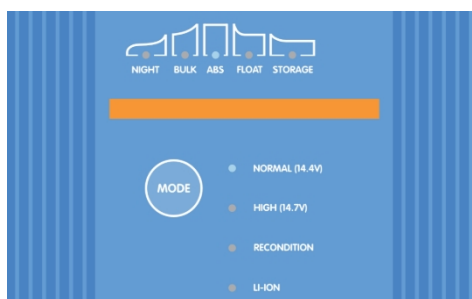 NIGHT BULK ABS FLOAT STORAGE
MODE
NORMAL (14.4V)
HIGH (14.7V)
RECONDITION
LI-ION